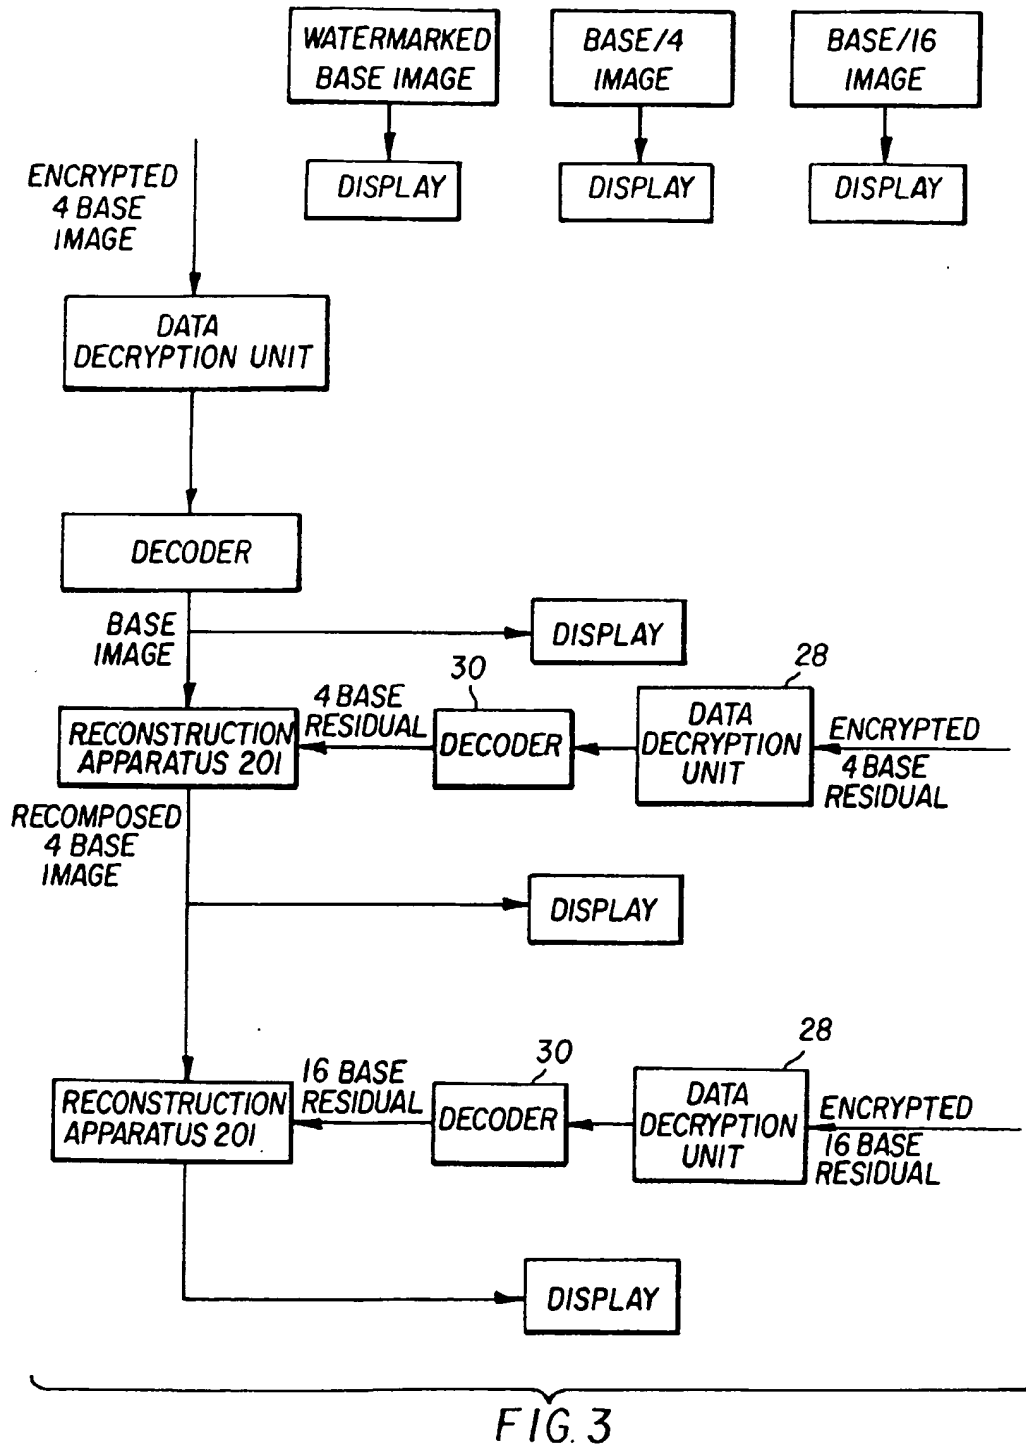 WATERMARKED
BASE IMAGE
BASE/4
IMAGE
BASE/16
IMAGE
DISPLAY
DISPLAY
DISPLAY
ENCRYPTED
4 BASE
IMAGE
DATA
DECRYPTION UNIT
DECODER
BASE
IMAGE
DISPLAY
RECONSTRUCTION
APPARATUS 201
4 BASE
RESIDUAL
30
DECODER
28
DATA
DECRYPTION
UNIT
ENCRYPTED
4 BASE
RESIDUAL
RECOMPOSED
4 BASE
IMAGE
DISPLAY
RECONSTRUCTION
APPARATUS 201
16 BASE
RESIDUAL
30
DECODER
28
DATA
DECRYPTION
UNIT
ENCRYPTED
16 BASE
RESIDUAL
DISPLAY
FIG. 3